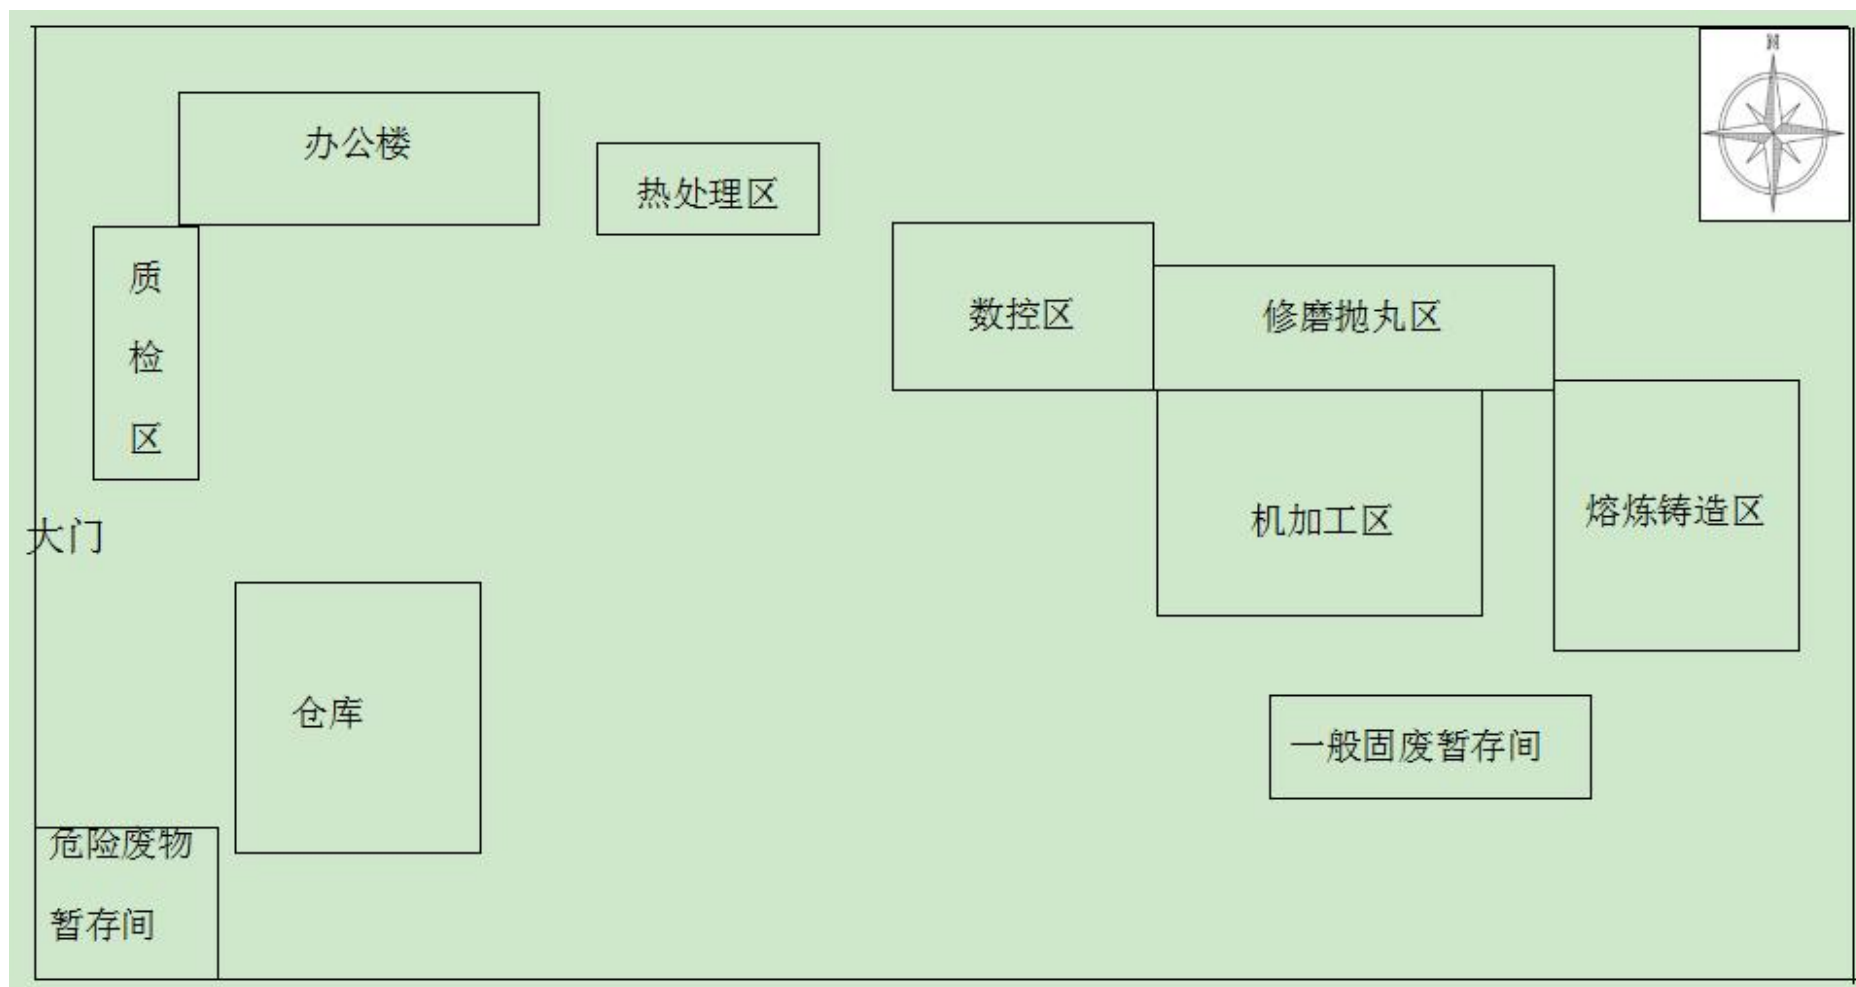 N
办公楼
热处理区
质
检
区
数控区
修磨抛丸区
机加工区
熔炼铸造区
大门
仓库
一般固废暂存间
危险废物
暂存间